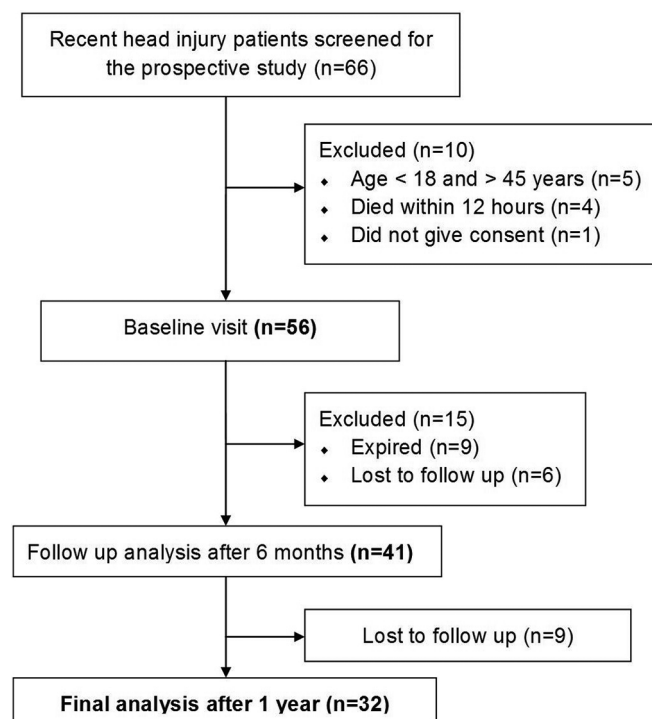 Recent head injury patients screened for
the prospective study (n=66)
Excluded (n=10)
⬥ Age < 18 and > 45 years (n=5)
⬥ Died within 12 hours (n=4)
⬥ Did not give consent (n=1)
Baseline visit (n=56)
Excluded (n=15)
⬥ Expired (n=9)
⬥ Lost to follow up (n=6)
Follow up analysis after 6 months (n=41)
Lost to follow up (n=9)
Final analysis after 1 year (n=32)